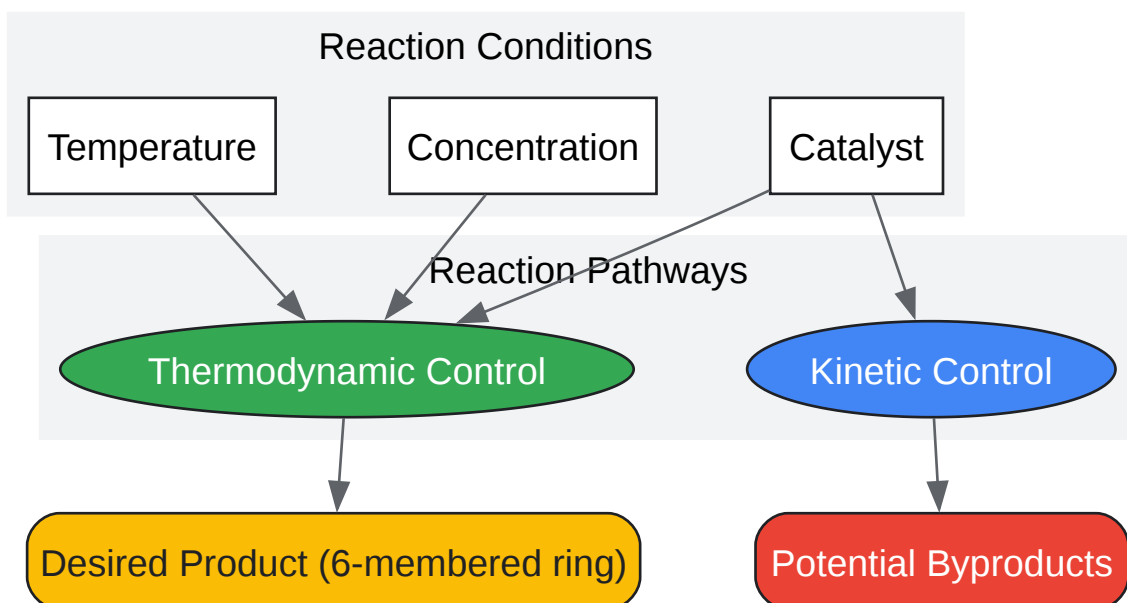 Reaction Conditions
Temperature
Concentration
Catalyst
Reaction Pathways
Thermodynamic Control
Kinetic Control
Desired Product (6-membered ring)
Potential Byproducts